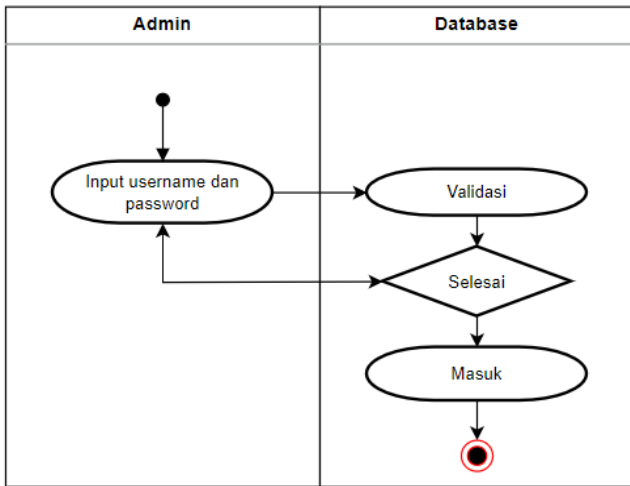 Admin
Database
Input username dan
password
Validasi
Selesai
Masuk